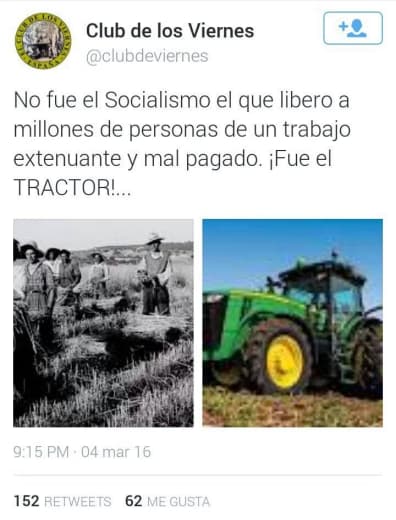 Club de los Viernes
@clubdeviernes
No fue el Socialismo el que libero a
millones de personas de un trabajo
extenuante y mal pagado. ¡Fue el
TRACTOR!...
9:15 PM · 04 mar 16
152 RETWEETS 62 ME GUSTA